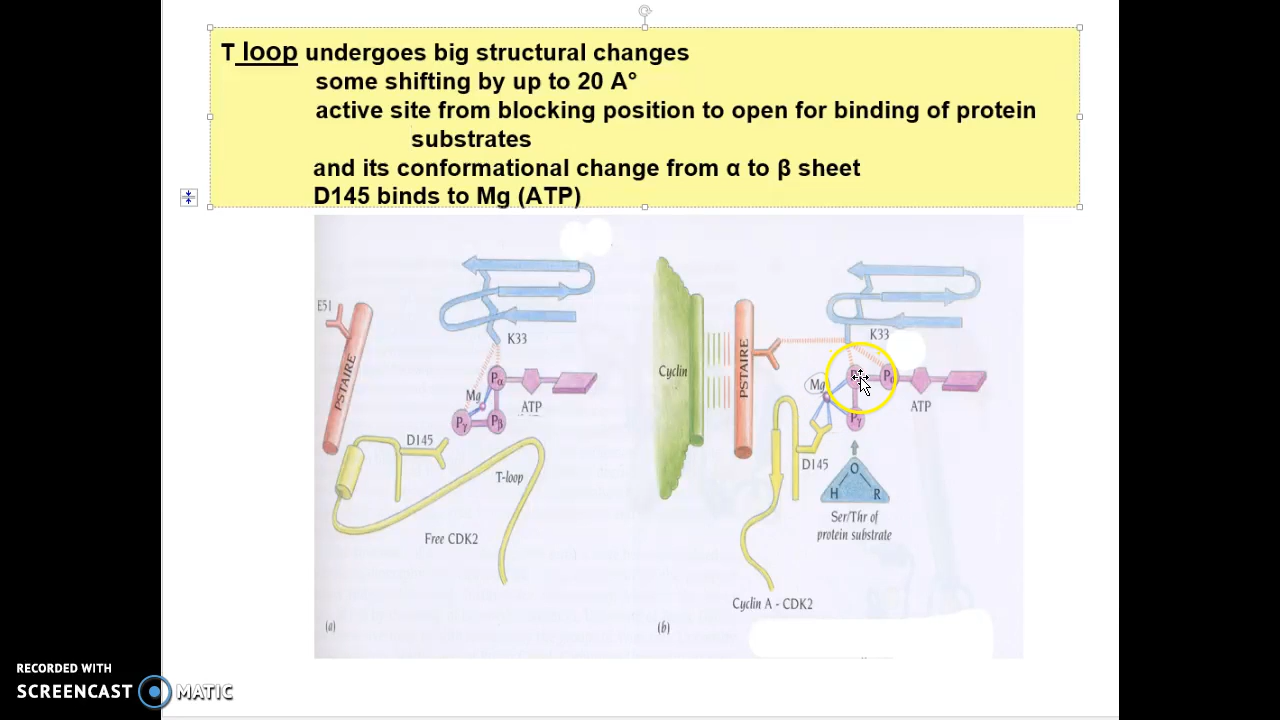 T loop undergoes big structural changes
some shifting by up to 20 A°
active site from blocking position to open for binding of protein
substrates
and its conformational change from α to β sheet
D145 binds to Mg (ATP)
E51
PSTAIRE
K33
Pα
Mg
ATP
Pγ
Pβ
D145
T-loop
Free CDK2
(a)
Cyclin
PSTAIRE
K33
Mg
ATP
Pγ
D145
O
H R
Ser/Thr of
protein substrate
Cyclin A - CDK2
(b)
RECORDED WITH
SCREENCAST MATIC